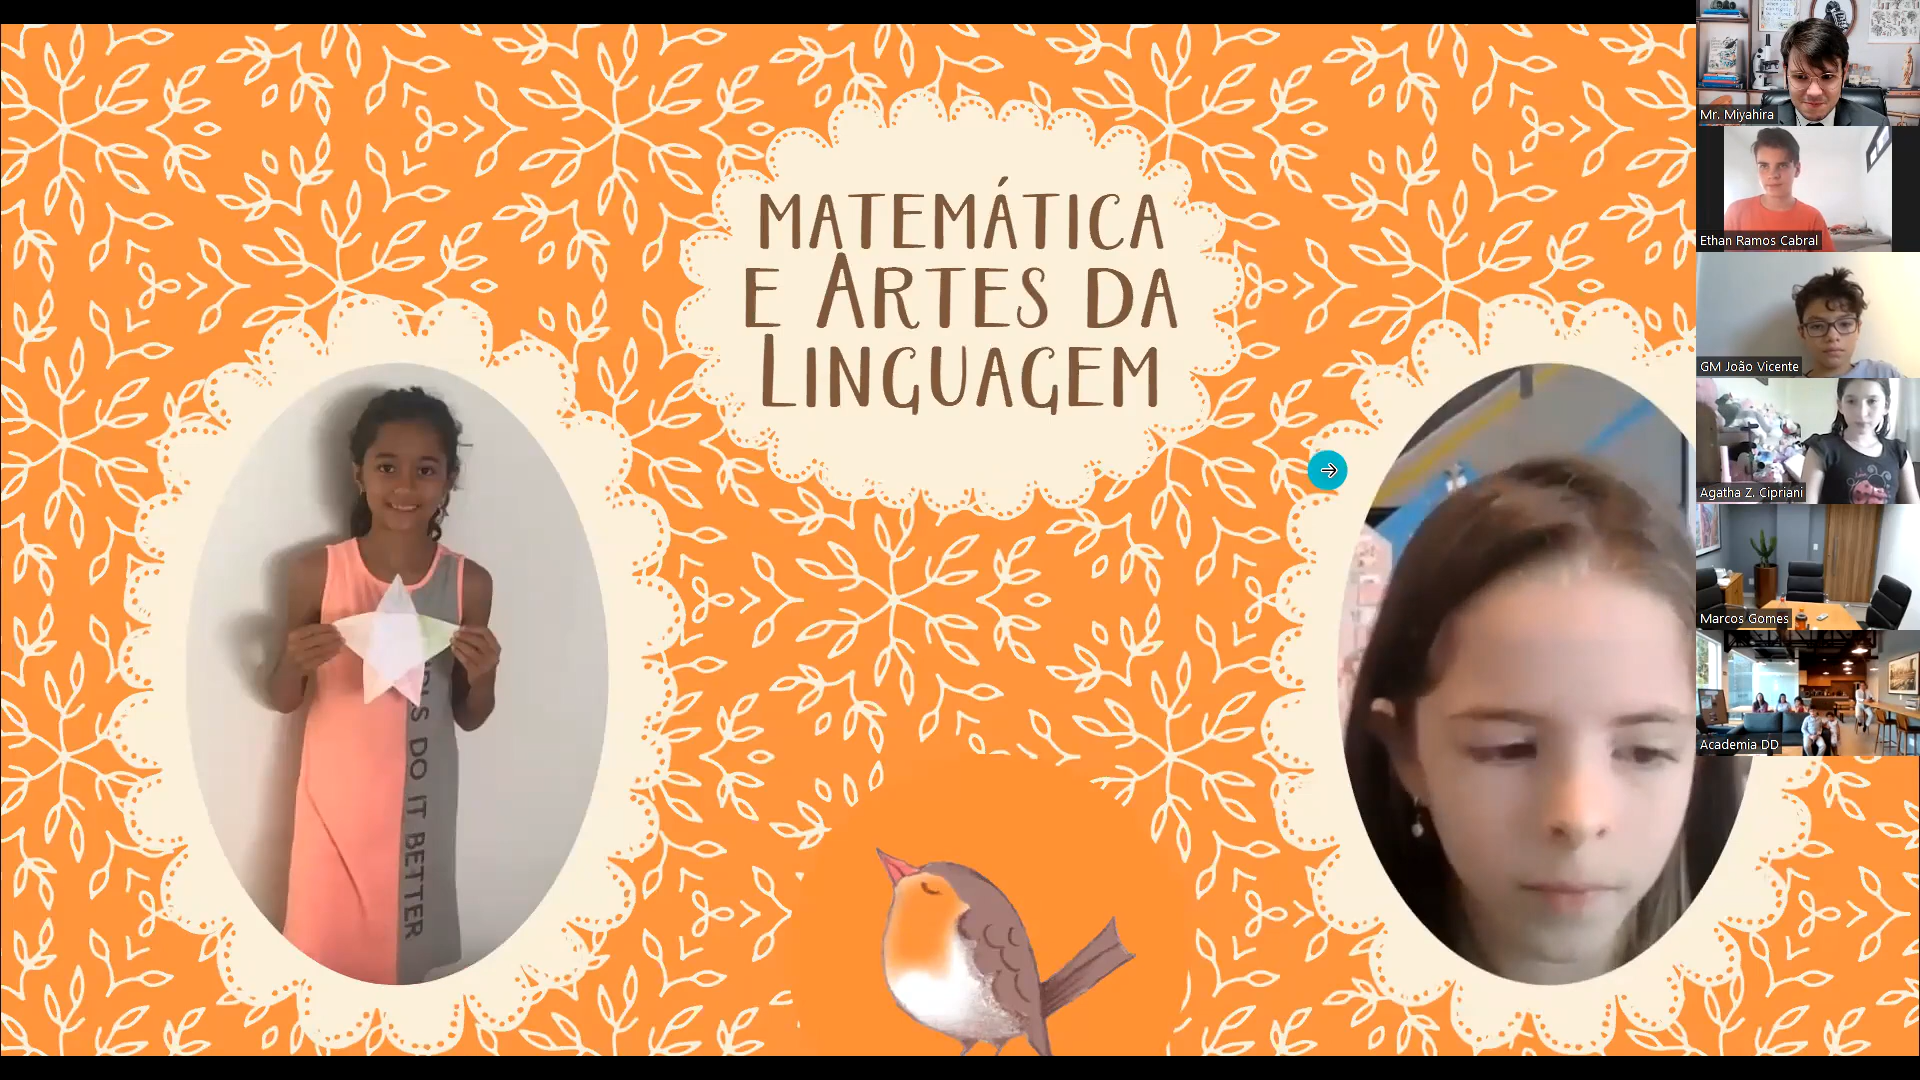 MATEMÁTICA
E ARTES DA
LINGUAGEM
DO IT BETTER
Mr. Miyahira
Ethan Ramos Cabral
GM João Vicente
Agatha Z. Cipriani
Marcos Gomes
Academia DD